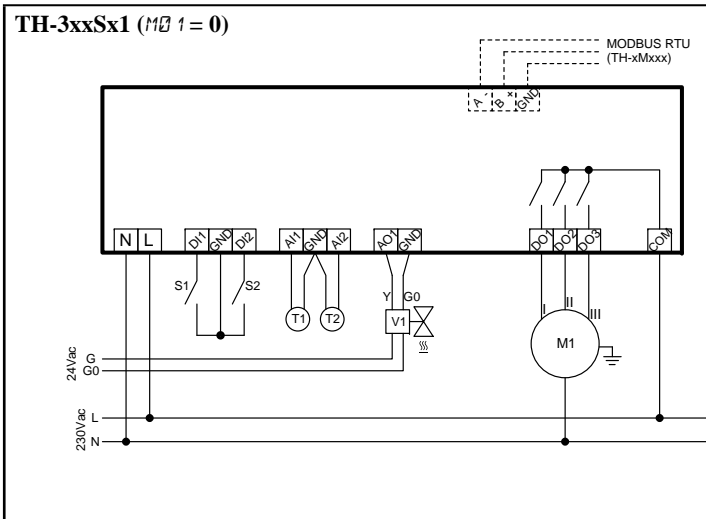 TH-3xxSx1 (M01 = 0)
MODBUS RTU
(TH-xMxxx)
A -
B +
GND
N
L
DI1
GND
DI2
AI1
GND
AI2
AO1
GND
DO1
DO2
DO3
COM
S1
S2
T1
T2
Y
G0
V1
I
II
III
M1
24Vac
G
G0
230Vac
L
N